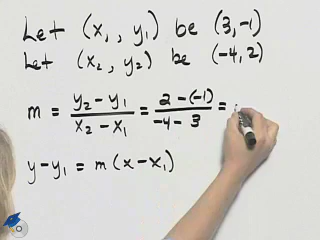 Let (x₁, y₁) be (3,-1)
Let (x₂, y₂) be (-4,2)
m = (y₂ - y₁)/(x₂ - x₁) = (2 - (-1))/(-4 - 3) =
y - y₁ = m (x - x₁)